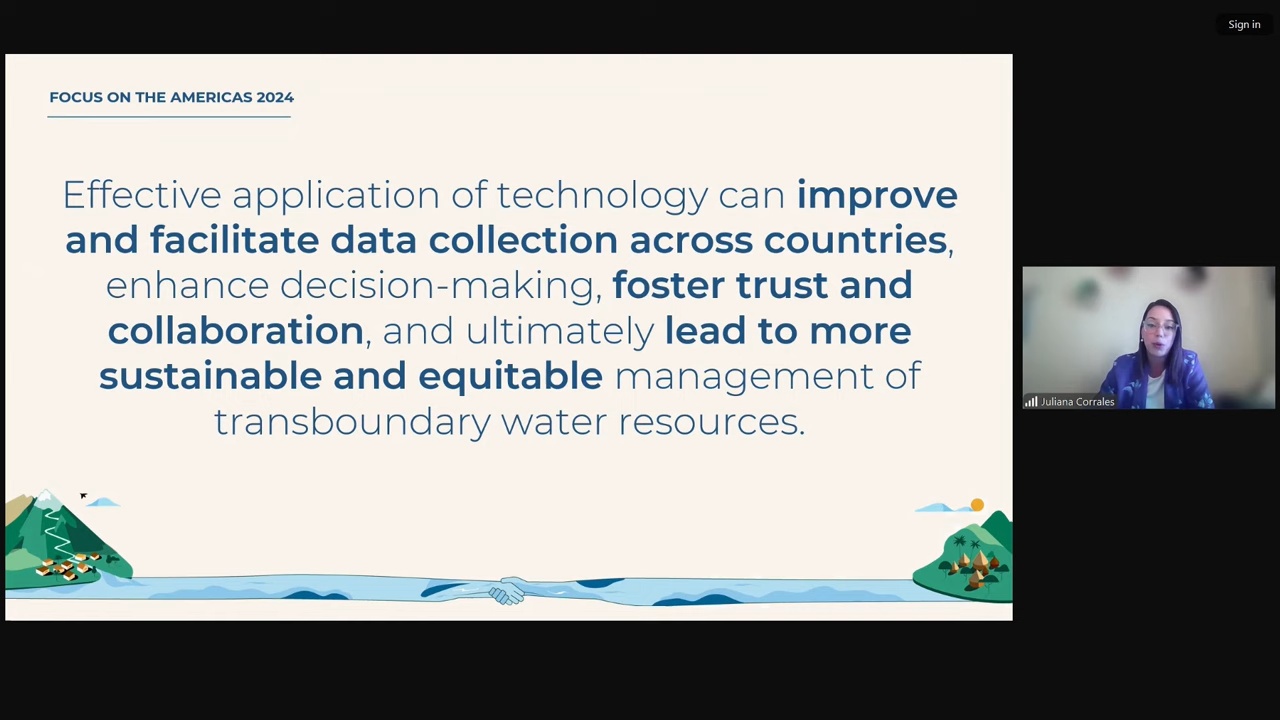 Sign in
FOCUS ON THE AMERICAS 2024
Effective application of technology can improve
and facilitate data collection across countries,
enhance decision-making, foster trust and
collaboration, and ultimately lead to more
sustainable and equitable management of
transboundary water resources.
Juliana Corrales